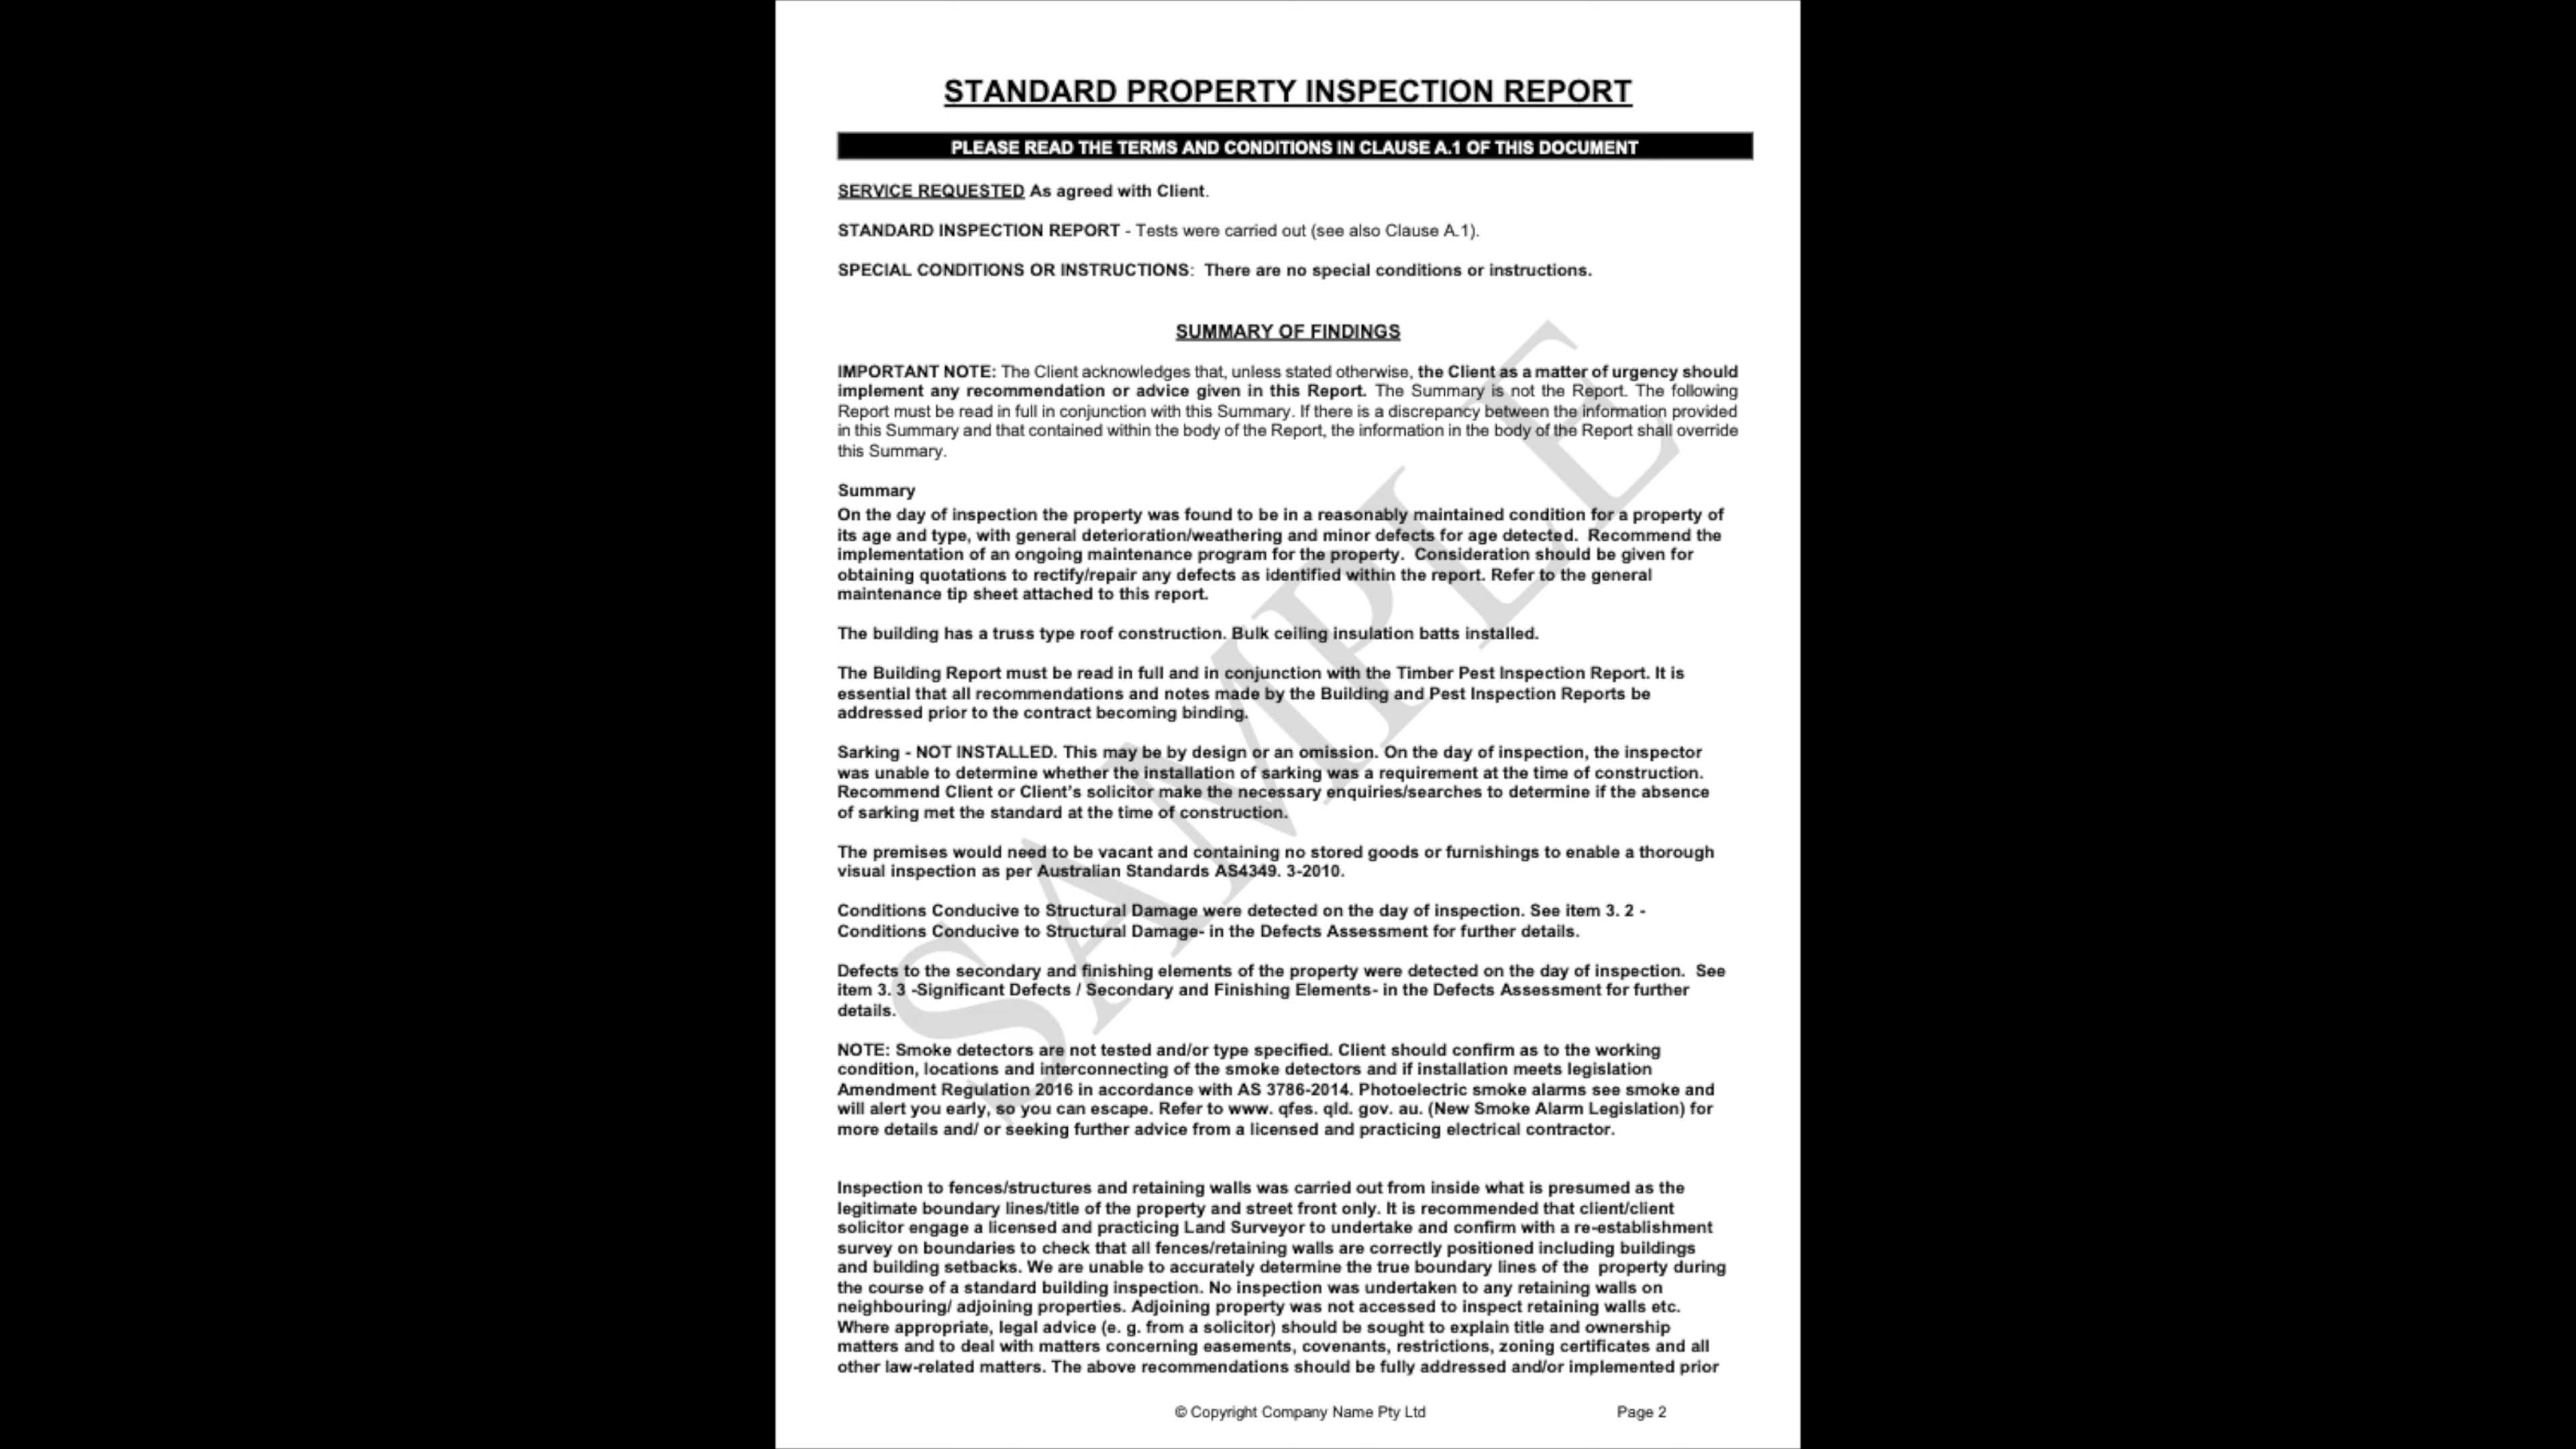 STANDARD PROPERTY INSPECTION REPORT
PLEASE READ THE TERMS AND CONDITIONS IN CLAUSE A.1 OF THIS DOCUMENT
SERVICE REQUESTED As agreed with Client.
STANDARD INSPECTION REPORT - Tests were carried out (see also Clause A.1).
SPECIAL CONDITIONS OR INSTRUCTIONS:  There are no special conditions or instructions.
SUMMARY OF FINDINGS
IMPORTANT NOTE: The Client acknowledges that, unless stated otherwise, the Client as a matter of urgency should
implement any recommendation or advice given in this Report. The Summary is not the Report. The following
Report must be read in full in conjunction with this Summary. If there is a discrepancy between the information provided
in this Summary and that contained within the body of the Report, the information in the body of the Report shall override
this Summary.
Summary
On the day of inspection the property was found to be in a reasonably maintained condition for a property of
its age and type, with general deterioration/weathering and minor defects for age detected.  Recommend the
implementation of an ongoing maintenance program for the property.  Consideration should be given for
obtaining quotations to rectify/repair any defects as identified within the report. Refer to the general
maintenance tip sheet attached to this report.
The building has a truss type roof construction. Bulk ceiling insulation batts installed.
The Building Report must be read in full and in conjunction with the Timber Pest Inspection Report. It is
essential that all recommendations and notes made by the Building and Pest Inspection Reports be
addressed prior to the contract becoming binding.
Sarking - NOT INSTALLED. This may be by design or an omission. On the day of inspection, the inspector
was unable to determine whether the installation of sarking was a requirement at the time of construction.
Recommend Client or Client's solicitor make the necessary enquiries/searches to determine if the absence
of sarking met the standard at the time of construction.
The premises would need to be vacant and containing no stored goods or furnishings to enable a thorough
visual inspection as per Australian Standards AS4349. 3-2010.
Conditions Conducive to Structural Damage were detected on the day of inspection. See item 3. 2 -
Conditions Conducive to Structural Damage- in the Defects Assessment for further details.
Defects to the secondary and finishing elements of the property were detected on the day of inspection.  See
item 3. 3 -Significant Defects / Secondary and Finishing Elements- in the Defects Assessment for further
details.
NOTE: Smoke detectors are not tested and/or type specified. Client should confirm as to the working
condition, locations and interconnecting of the smoke detectors and if installation meets legislation
Amendment Regulation 2016 in accordance with AS 3786-2014. Photoelectric smoke alarms see smoke and
will alert you early, so you can escape. Refer to www. qfes. qld. gov. au. (New Smoke Alarm Legislation) for
more details and/ or seeking further advice from a licensed and practicing electrical contractor.
Inspection to fences/structures and retaining walls was carried out from inside what is presumed as the
legitimate boundary lines/title of the property and street front only. It is recommended that client/client
solicitor engage a licensed and practicing Land Surveyor to undertake and confirm with a re-establishment
survey on boundaries to check that all fences/retaining walls are correctly positioned including buildings
and building setbacks. We are unable to accurately determine the true boundary lines of the  property during
the course of a standard building inspection. No inspection was undertaken to any retaining walls on
neighbouring/ adjoining properties. Adjoining property was not accessed to inspect retaining walls etc.
Where appropriate, legal advice (e. g. from a solicitor) should be sought to explain title and ownership
matters and to deal with matters concerning easements, covenants, restrictions, zoning certificates and all
other law-related matters. The above recommendations should be fully addressed and/or implemented prior
© Copyright Company Name Pty Ltd
Page 2
SAMPLE